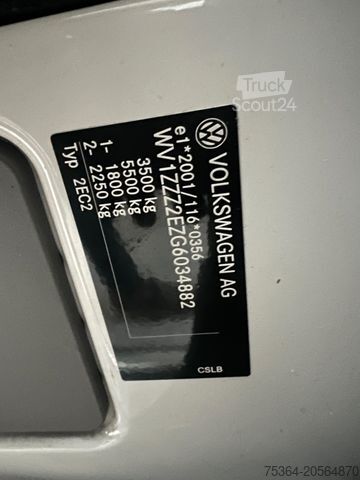 Truck
Scout24
VOLKSWAGEN AG
e1*2001/116*0356
WV1ZZZ2EZG6034882
3500 kg
5500 kg
1- 1800 kg
2- 2250 kg
Typ 2EC2
CSLB
75364-20564870